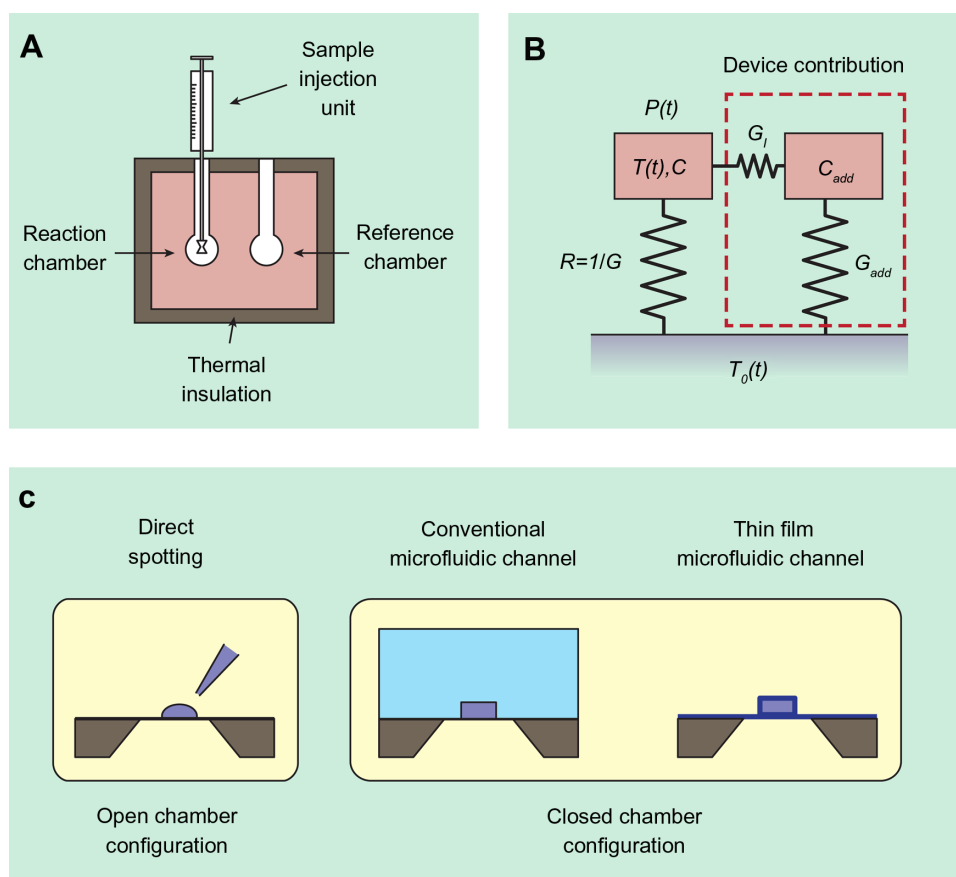 A
Sample
injection
unit
Reaction
chamber
Reference
chamber
Thermal
insulation
B
Device contribution
P(t)
G_I
T(t),C
C_add
R=1/G
G_add
T_0(t)
c
Direct
spotting
Conventional
microfluidic channel
Thin film
microfluidic channel
Open chamber
configuration
Closed chamber
configuration